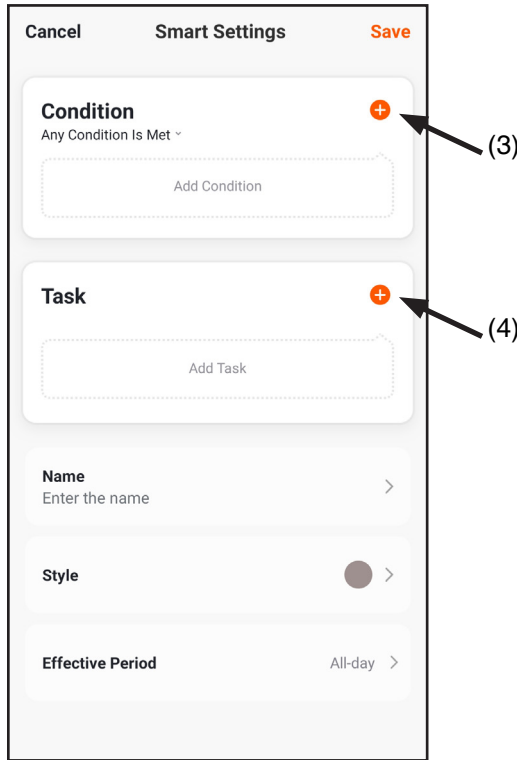 Cancel Smart Settings Save
Condition
Any Condition Is Met
(3)
Add Condition
Task
(4)
Add Task
Name
Enter the name
Style
Effective Period All-day